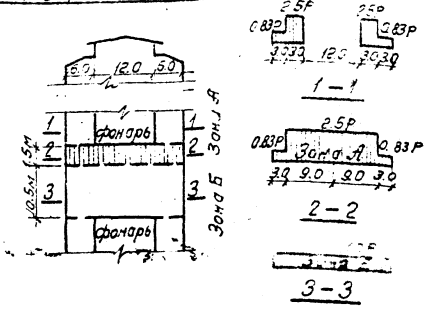 6.0 12.0 6.0
1 1
фонарь
2 2
1,5м
10.5м
3 3
фонарь
Зона А
Зона Б
2.5Р 2.5Р
0.83Р 0.83Р
3.0 3.0 12.0 3.0 3.0
1 - 1
2.5Р
0.83Р Зона А 0.83Р
3.0 9.0 9.0 3.0
2 - 2
3 - 3